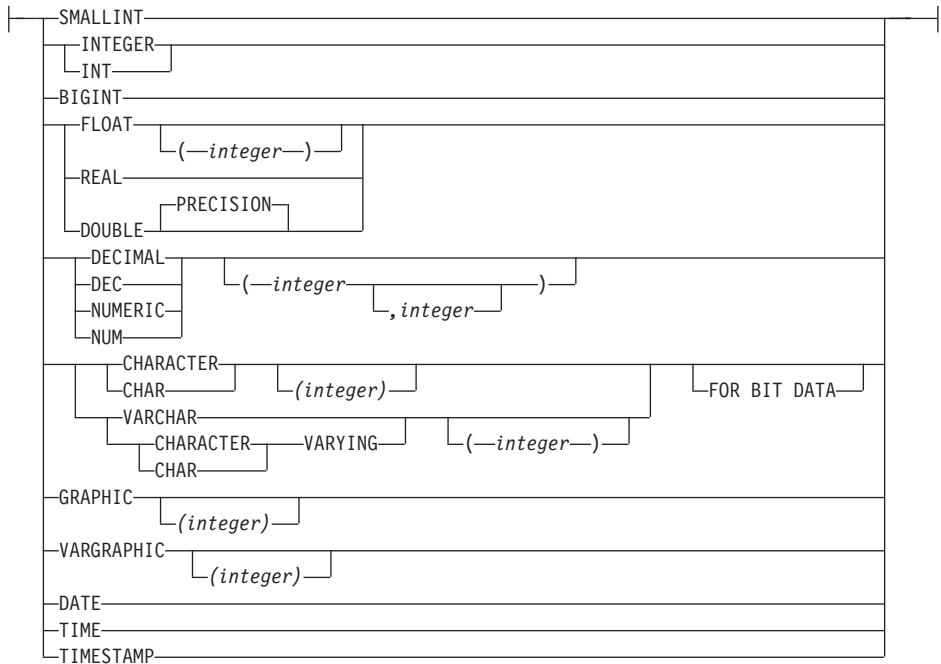 SMALLINT
INTEGER
INT
BIGINT
FLOAT
(integer)
REAL
PRECISION
DOUBLE
DECIMAL
DEC
(integer )
NUMERIC
,integer
NUM
CHARACTER
CHAR
(integer)
FOR BIT DATA
VARCHAR
CHARACTER VARYING
(integer)
CHAR
GRAPHIC
(integer)
VARGRAPHIC
(integer)
DATE
TIME
TIMESTAMP